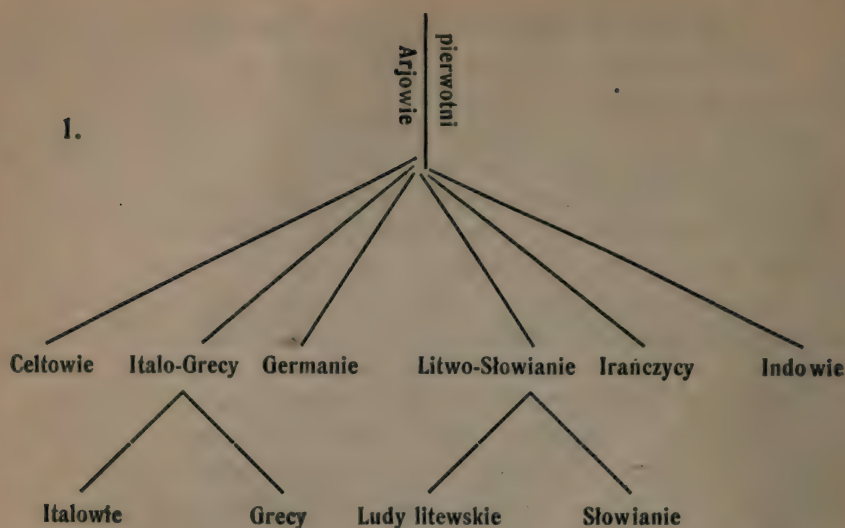 pierwotni
Arjowie
1.
Celtowie Italo-Grecy Germanie Litwo-Słowianie Irańczycy Indowie
Italowie Grecy Ludy litewskie Słowianie